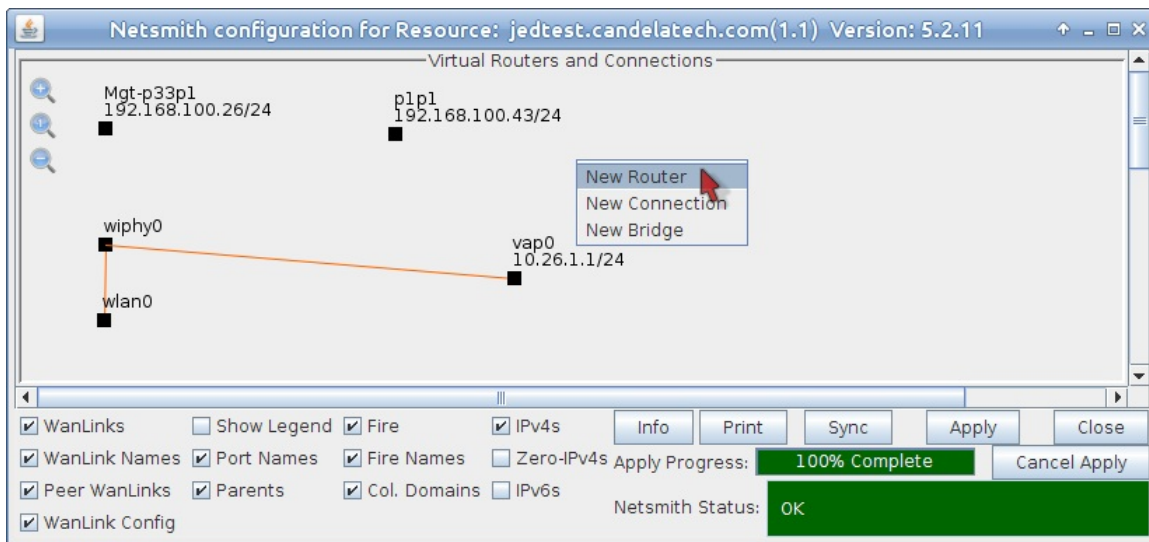 Netsmith configuration for Resource: jedtest.candelatech.com(1.1) Version: 5.2.11
Virtual Routers and Connections
Mgt-p33p1
192.168.100.26/24
p1p1
192.168.100.43/24
New Router
New Connection
New Bridge
wiphy0
vap0
10.26.1.1/24
wlan0
WanLinks Show Legend Fire IPv4s Info Print Sync Apply Close
WanLink Names Port Names Fire Names Zero-IPv4s Apply Progress: 100% Complete Cancel Apply
Peer WanLinks Parents Col. Domains IPv6s
Netsmith Status: OK
WanLink Config